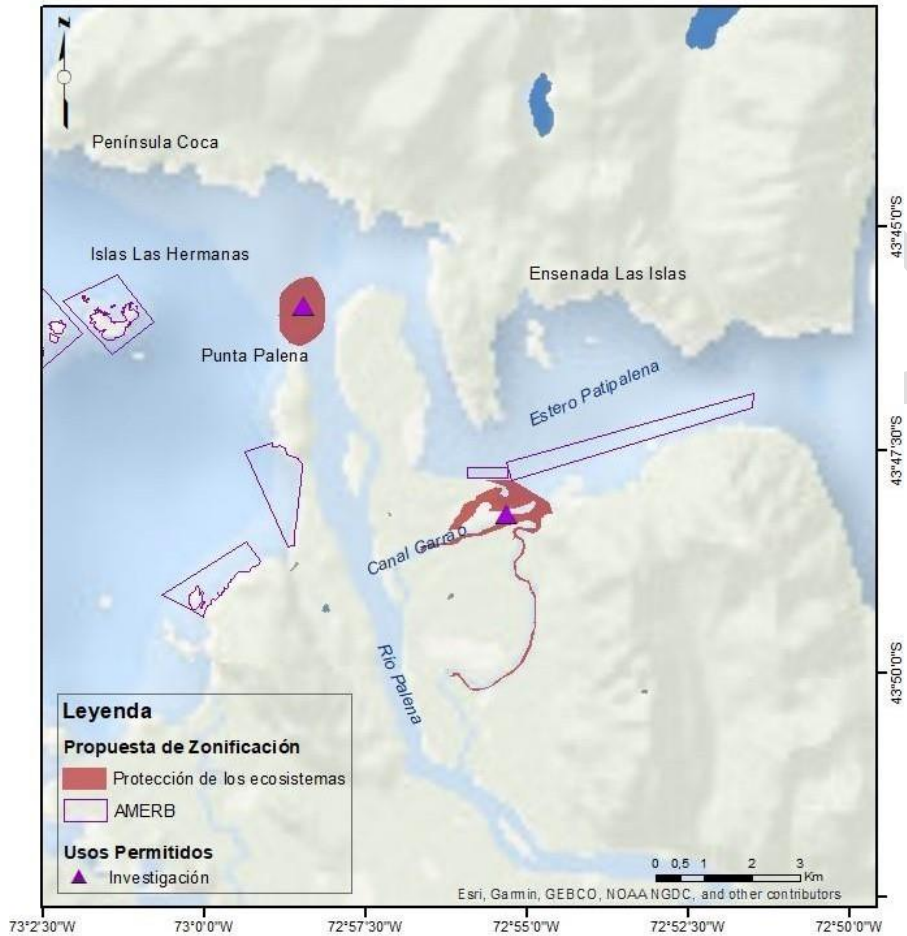 N
Península Coca
43°45'0"S
Islas Las Hermanas
Ensenada Las Islas
Punta Palena
Estero Patipalena
43°47'30"S
Canal Garrao
Río Palena
43°50'0"S
Leyenda
Propuesta de Zonificación
Protección de los ecosistemas
AMERB
Usos Permitidos
Investigación
0 0,5 1 2 3
Km
Esri, Garmin, GEBCO, NOAA NGDC, and other contributors
73°2'30"W 73°0'0"W 72°57'30"W 72°55'0"W 72°52'30"W 72°50'0"W